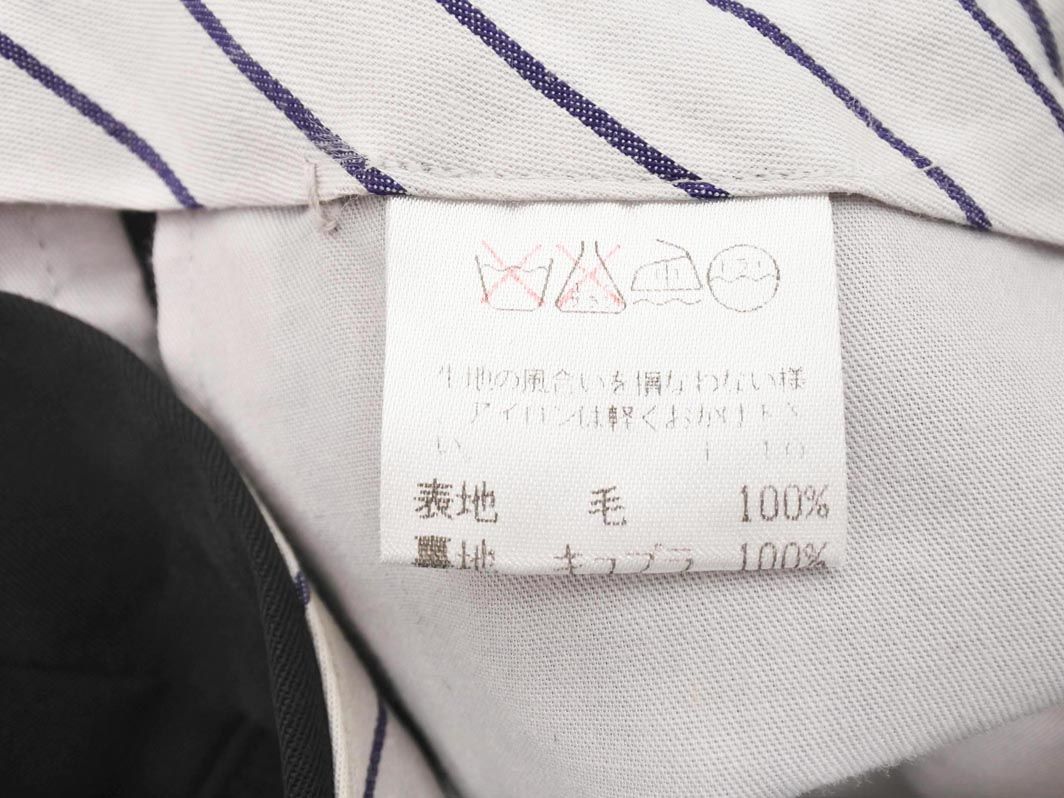 中
生地の風合いを損なわない様
アイロンは軽くおかけ下さ
い。
表地 毛 100%
裏地 キュプラ 100%